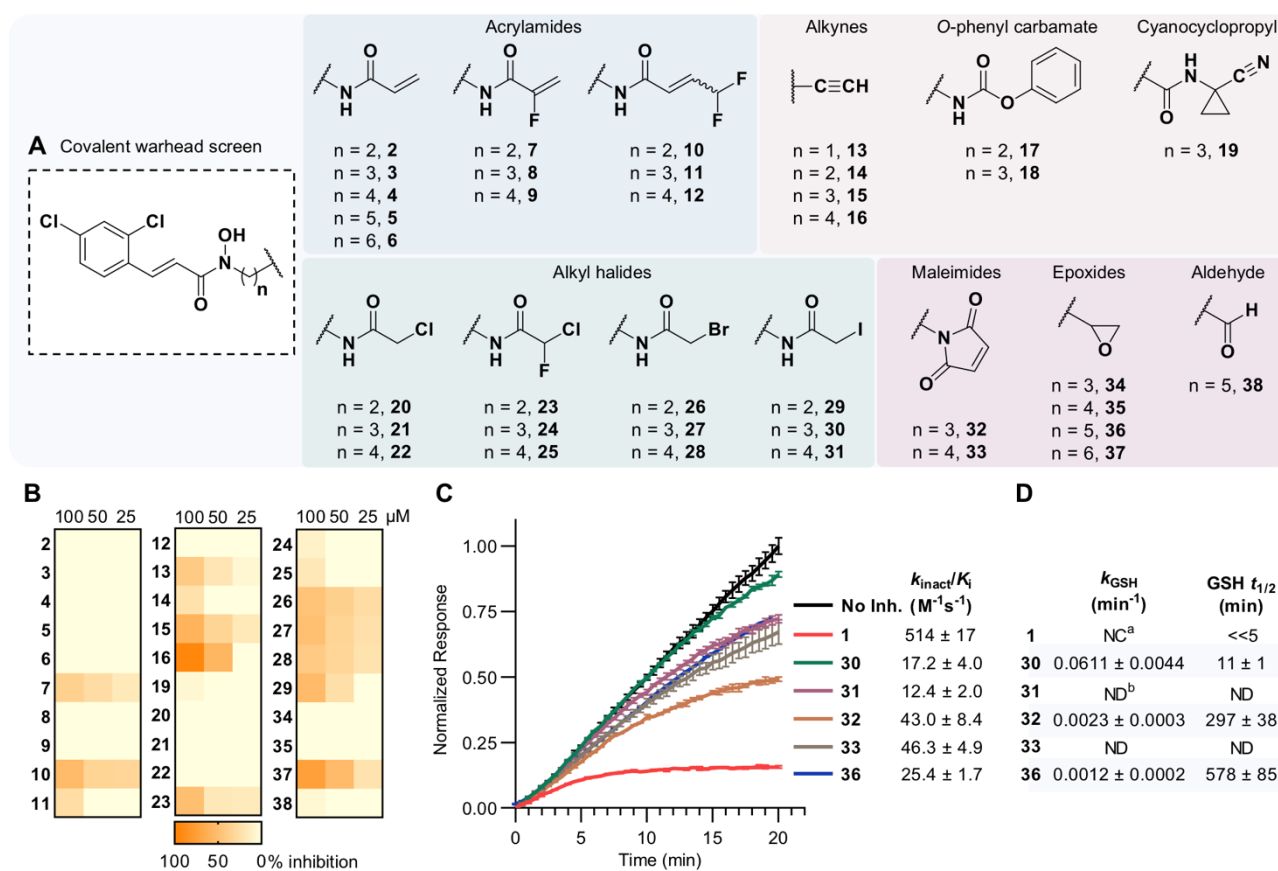 A Covalent warhead screen
Cl
Cl
OH
N
O
n
Acrylamides
O
N
H
O
N
H
F
O
N
H
F
F
n = 2, 2
n = 3, 3
n = 4, 4
n = 5, 5
n = 6, 6
n = 2, 7
n = 3, 8
n = 4, 9
n = 2, 10
n = 3, 11
n = 4, 12
Alkynes
C≡CH
n = 1, 13
n = 2, 14
n = 3, 15
n = 4, 16
O-phenyl carbamate
O
N
H
O
n = 2, 17
n = 3, 18
Cyanocyclopropyl
H
N
C≡N
O
n = 3, 19
Alkyl halides
O
Cl
N
H
O
Cl
N
H
F
O
Br
N
H
O
I
N
H
n = 2, 20
n = 3, 21
n = 4, 22
n = 2, 23
n = 3, 24
n = 4, 25
n = 2, 26
n = 3, 27
n = 4, 28
n = 2, 29
n = 3, 30
n = 4, 31
Maleimides
O
N
O
n = 3, 32
n = 4, 33
Epoxides
O
n = 3, 34
n = 4, 35
n = 5, 36
n = 6, 37
Aldehyde
H
O
n = 5, 38
B
100 50 25
2
3
4
5
6
7
8
9
10
11
100 50 25
12
13
14
15
16
19
20
21
22
23
100 50 25 µM
24
25
26
27
28
29
34
35
37
38
100 50 0 % inhibition
C
Normalized Response
1.00
0.75
0.50
0.25
0.00
0 5 10 15 20
Time (min)
kinact/Ki
No Inh. (M-1s-1)
1 514 ± 17
30 17.2 ± 4.0
31 12.4 ± 2.0
32 43.0 ± 8.4
33 46.3 ± 4.9
36 25.4 ± 1.7
D
kGSH GSH t1/2
(min-1) (min)
1 NCa <<5
30 0.0611 ± 0.0044 11 ± 1
31 NDb ND
32 0.0023 ± 0.0003 297 ± 38
33 ND ND
36 0.0012 ± 0.0002 578 ± 85